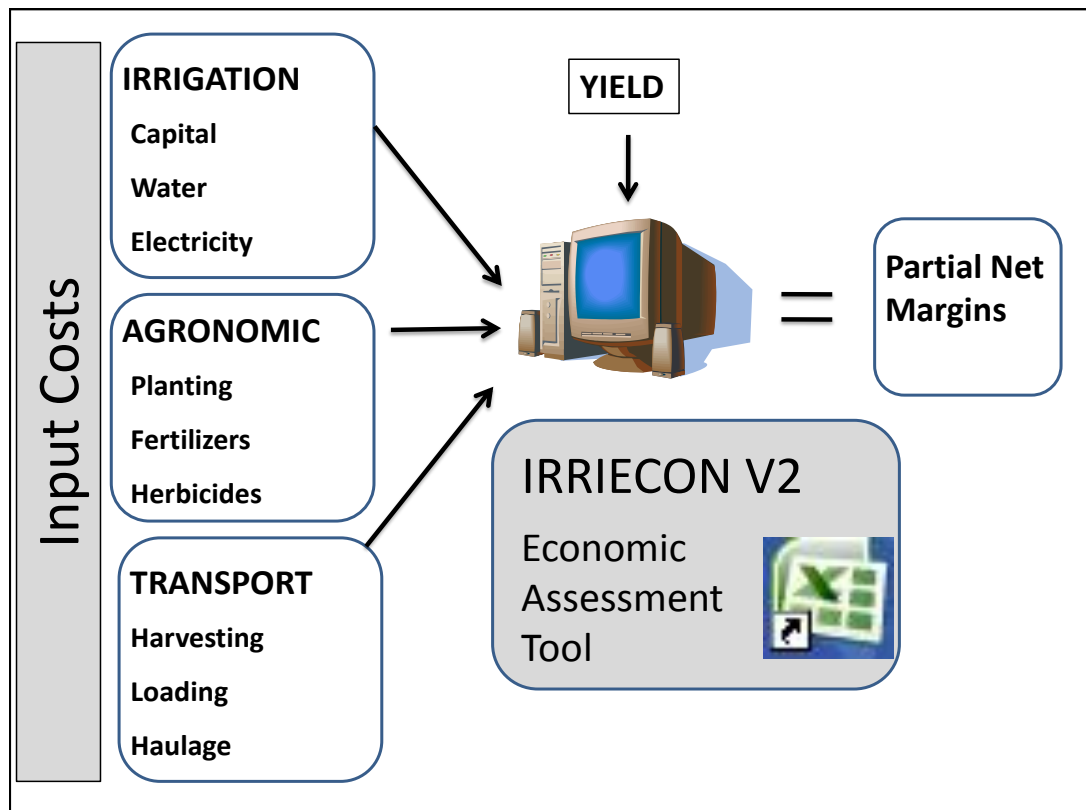 Input Costs
IRRIGATION
Capital
Water
Electricity
AGRONOMIC
Planting
Fertilizers
Herbicides
TRANSPORT
Harvesting
Loading
Haulage
YIELD
=
Partial Net
Margins
IRRIECON V2
Economic
Assessment
Tool
X